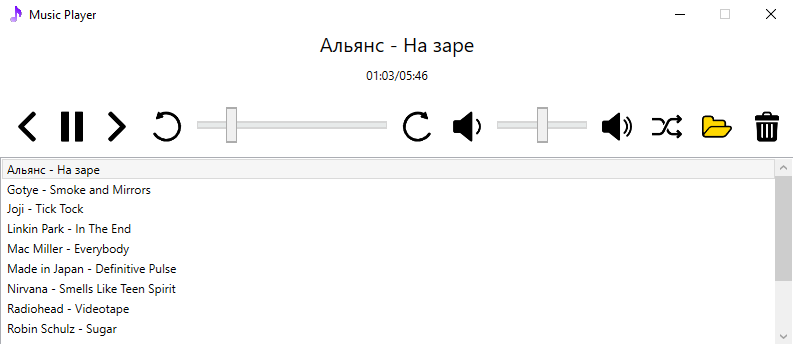 Music Player
Альянс - На заре
01:03/05:46
Альянс - На заре
Gotye - Smoke and Mirrors
Joji - Tick Tock
Linkin Park - In The End
Mac Miller - Everybody
Made in Japan - Definitive Pulse
Nirvana - Smells Like Teen Spirit
Radiohead - Videotape
Robin Schulz - Sugar